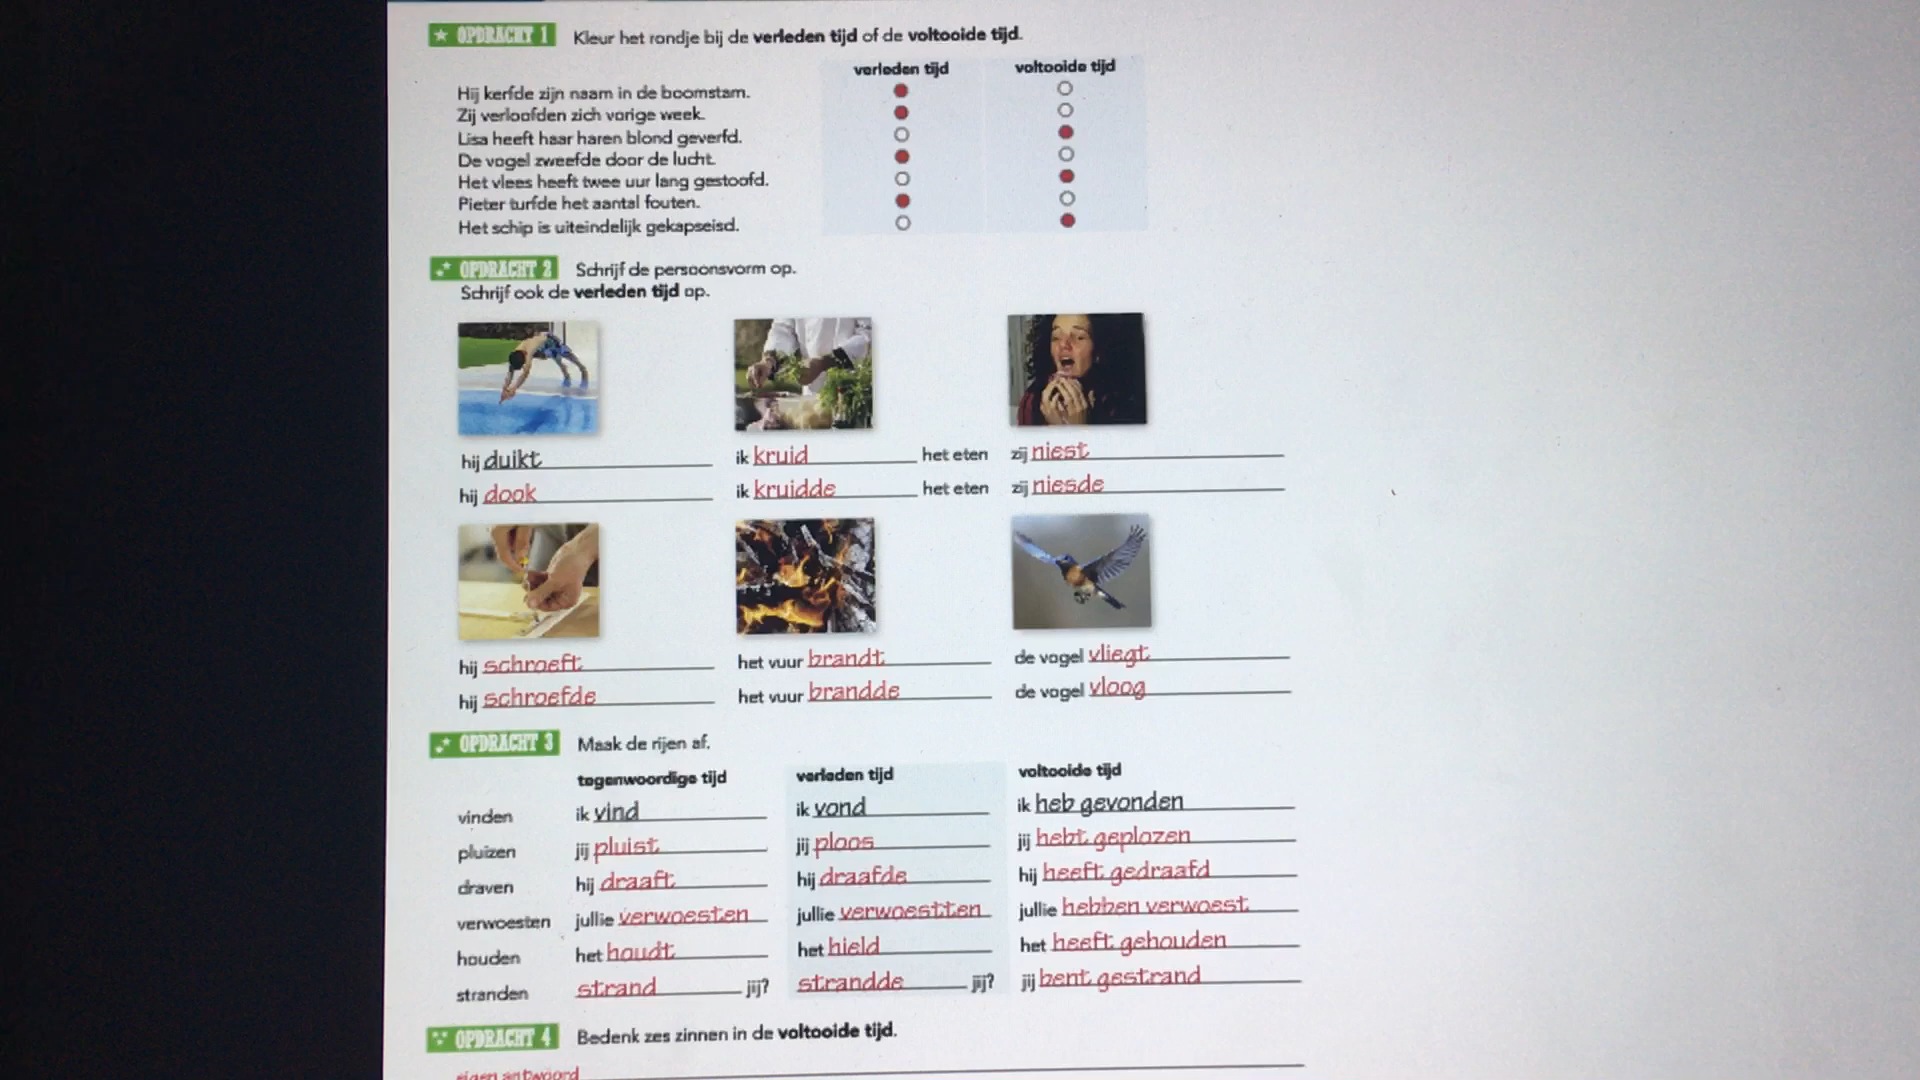 OPDRACHT 1 Kleur het rondje bij de verleden tijd of de voltooide tijd.
verleden tijd voltooide tijd
Hij kerfde zijn naam in de boomstam.
Zij verloofden zich vorige week.
Lisa heeft haar haren blond geverfd.
De vogel zweefde door de lucht.
Het vlees heeft twee uur lang gestoofd.
Pieter turfde het aantal fouten.
Het schip is uiteindelijk gekapseisd.
OPDRACHT 2 Schrijf de persoonsvorm op.
Schrijf ook de verleden tijd op.
hij duikt ik kruid het eten zij niest
hij dook ik kruidde het eten zij niesde
hij schroeft het vuur brandt de vogel vliegt
hij schroefde het vuur brandde de vogel vloog
OPDRACHT 3 Maak de rijen af.
tegenwoordige tijd verleden tijd voltooide tijd
vinden ik vind ik vond ik heb gevonden
pluizen jij pluist jij ploos jij hebt geplozen
draven hij draaft hij draafde hij heeft gedraafd
verwoesten jullie verwoesten jullie verwoestten jullie hebben verwoest
houden het houdt het hield het heeft gehouden
stranden strand jij? strandde jij? jij bent gestrand
OPDRACHT 4 Bedenk zes zinnen in de voltooide tijd.
eigen antwoord